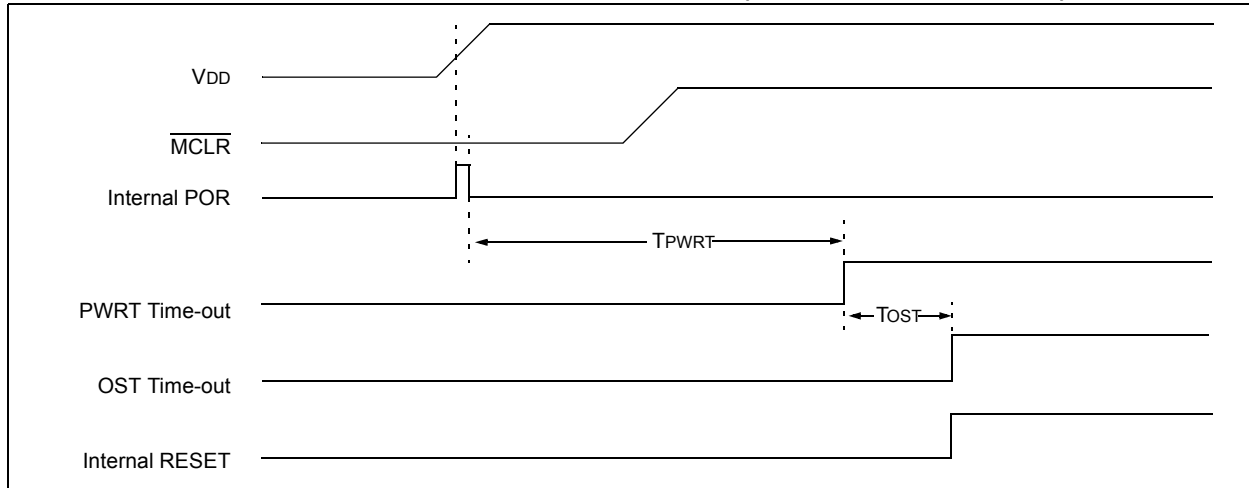 VDD
MCLR
Internal POR
TPWRT
PWRT Time-out
TOST
OST Time-out
Internal RESET